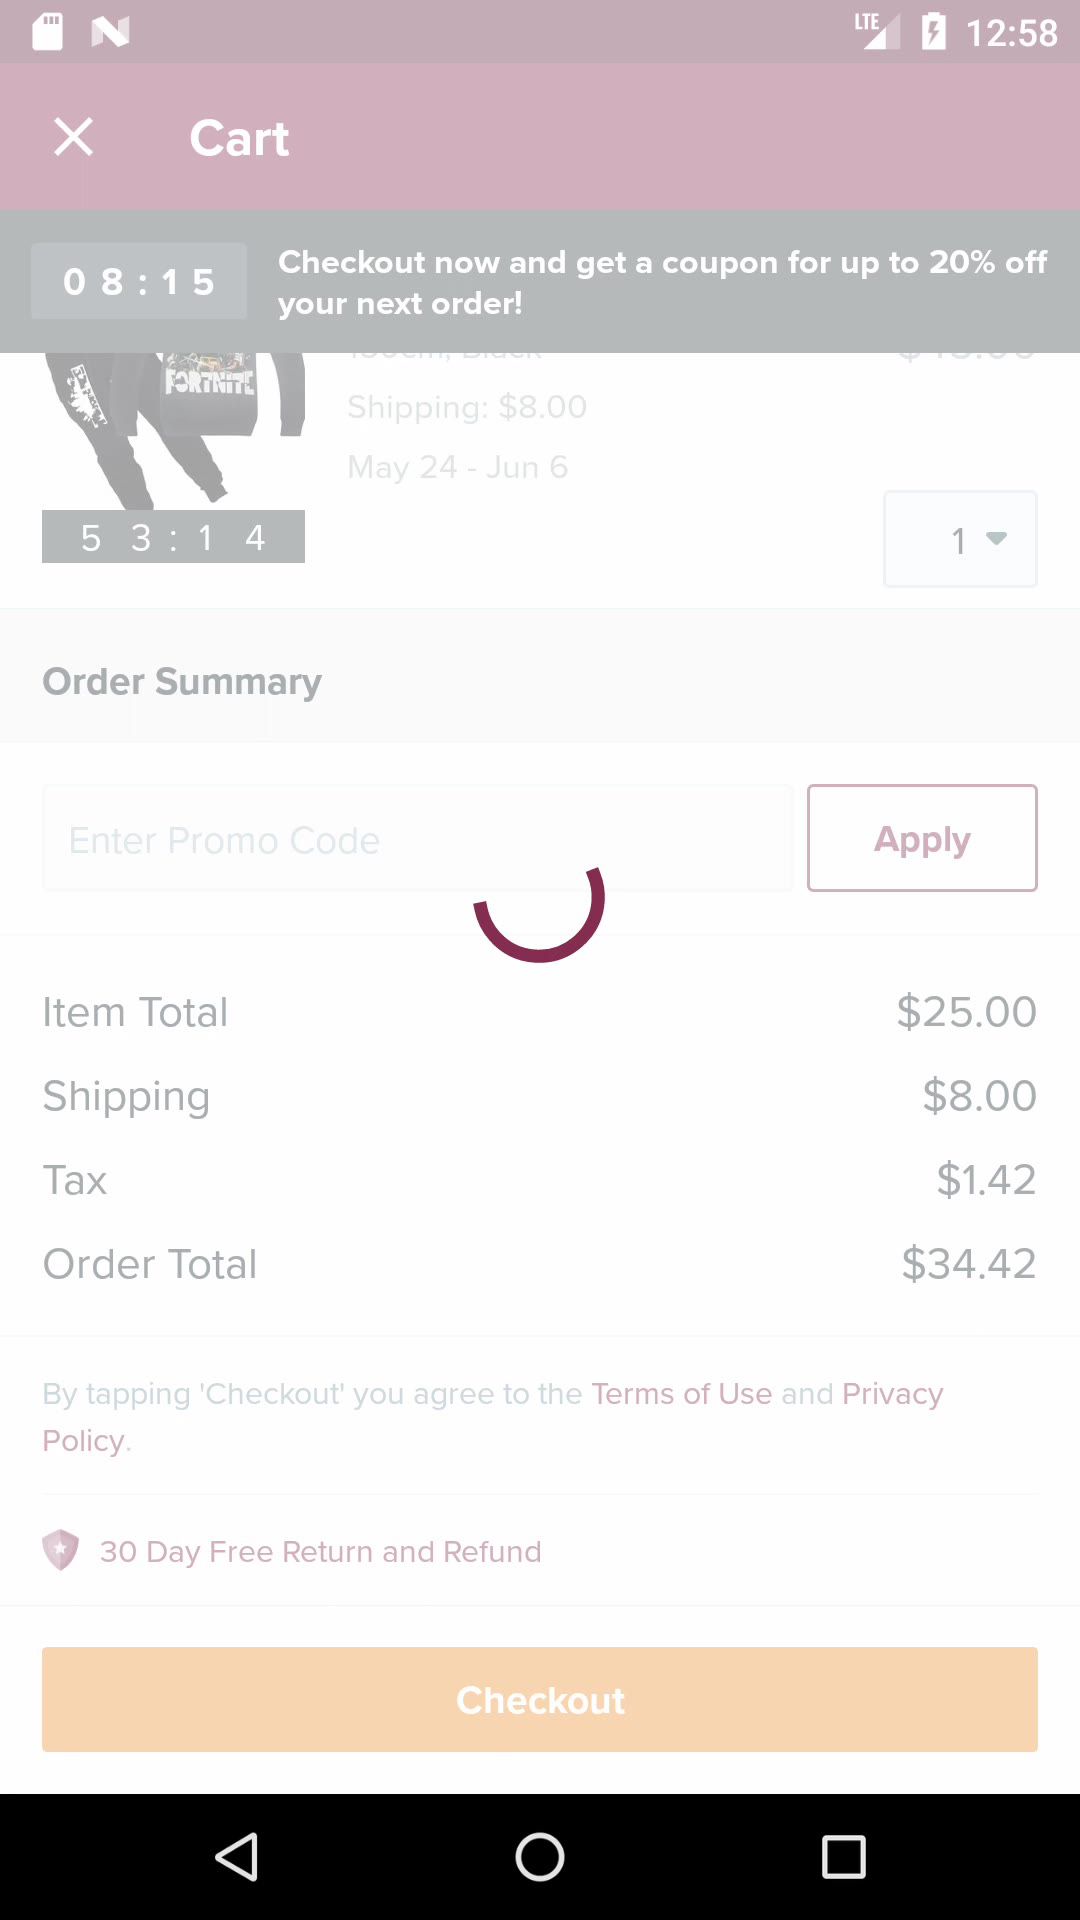 LTE 12:58
Cart
08:15
Checkout now and get a coupon for up to 20% off
your next order!
FORTNITE
Shipping: $8.00
May 24 - Jun 6
53:14
1
Order Summary
Enter Promo Code
Apply
Item Total $25.00
Shipping $8.00
Tax $1.42
Order Total $34.42
By tapping 'Checkout' you agree to the Terms of Use and Privacy
Policy.
30 Day Free Return and Refund
Checkout